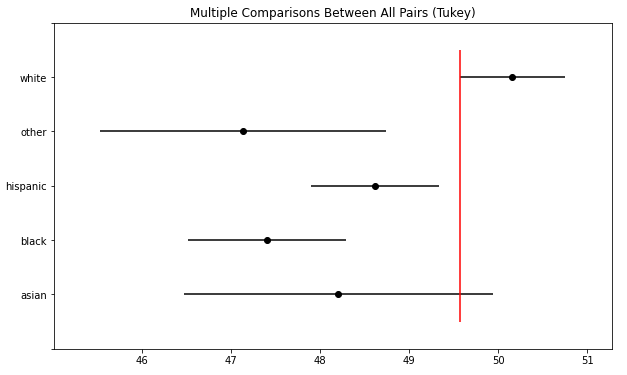 Multiple Comparisons Between All Pairs (Tukey)
white
other
hispanic
black
asian
46 47 48 49 50 51